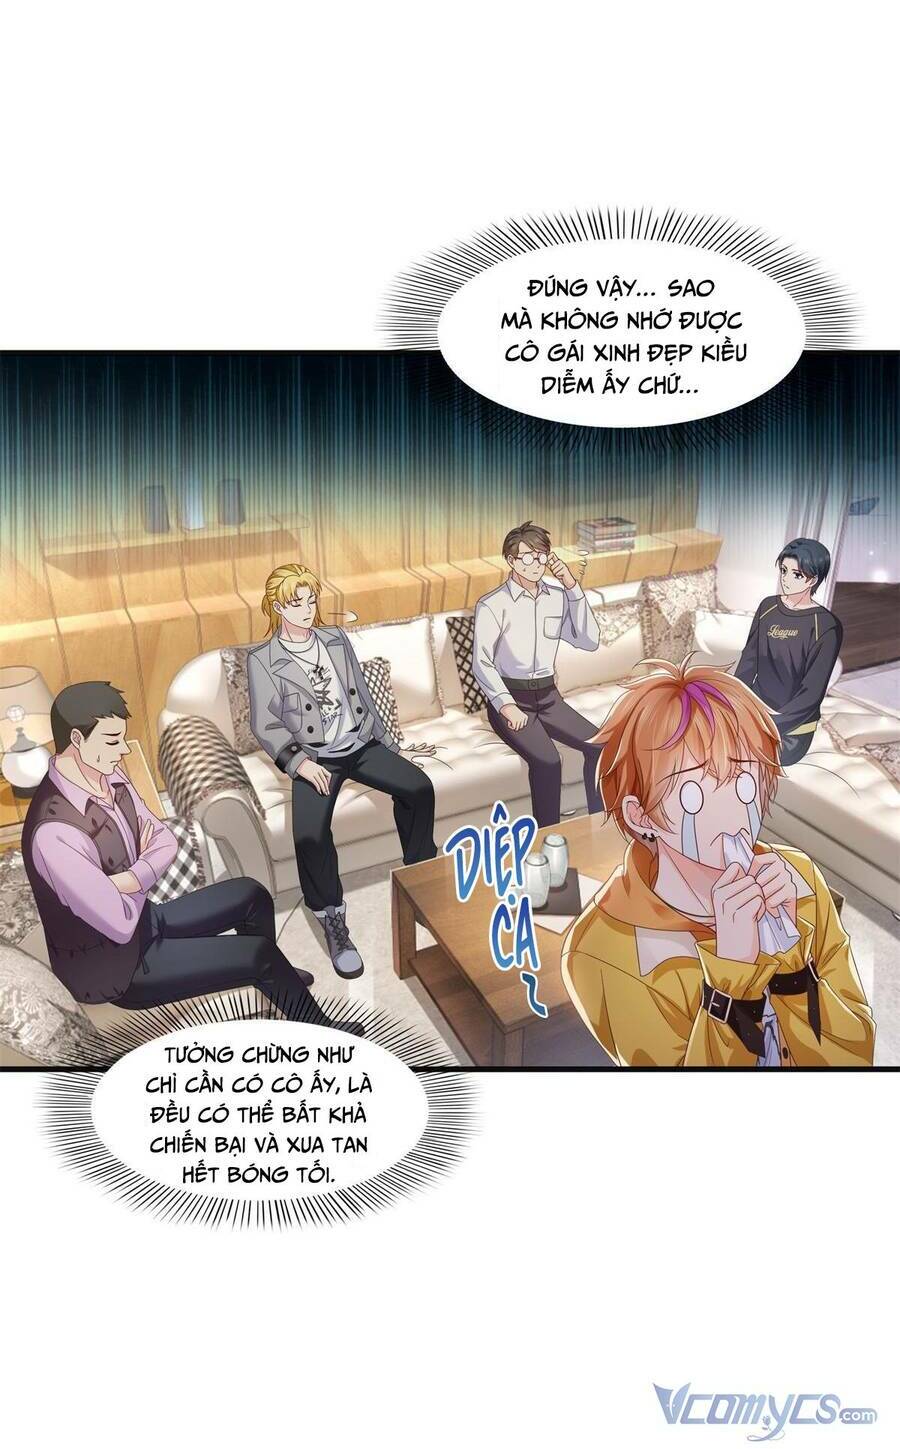 ĐÚNG VẬY... SAO
MÀ KHÔNG NHỚ ĐƯỢC
CÔ GÁI XINH ĐẸP KIỀU
DIỄM ẤY CHỨ...
League
DIỆP
CA~
TƯỞNG CHỪNG NHƯ
CHỈ CẦN CÓ CÔ ẤY, LÀ
ĐỀU CÓ THỂ BẤT KHẢ
CHIẾN BẠI VÀ XUA TAN
HẾT BÓNG TỐI.
VCOMYCS.com